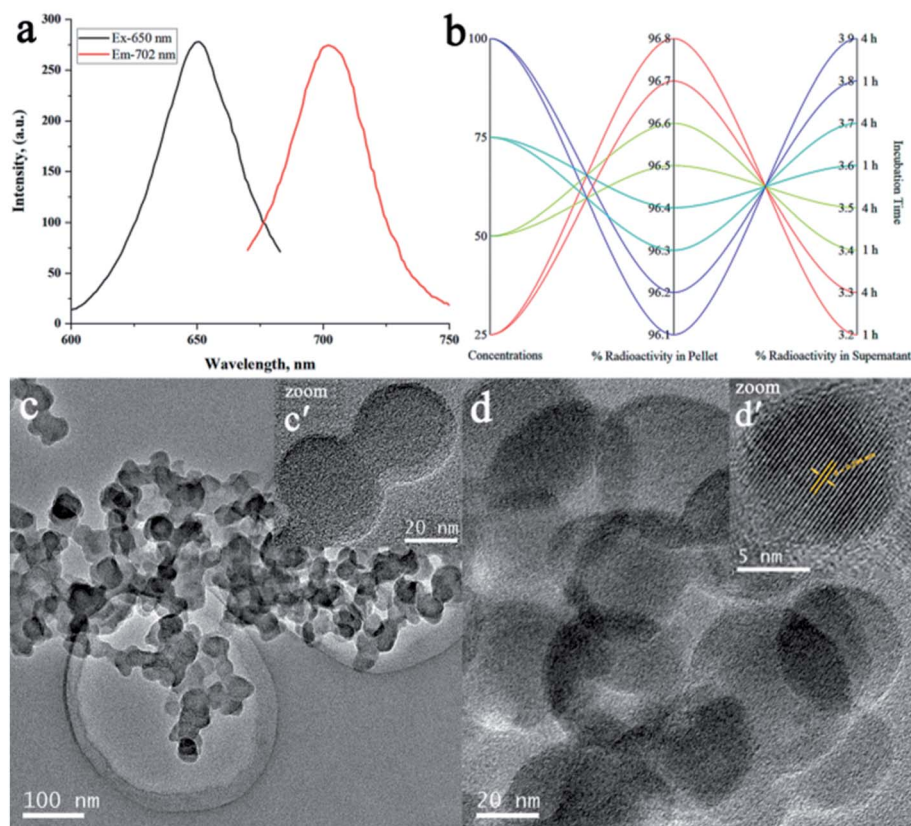 a
Ex-650 nm
Em-702 nm
300
250
200
150
100
50
0
Intensity, (a.u.)
600
650
700
750
Wavelength, nm
b
100
75
50
25
96.8
96.7
96.6
96.5
96.4
96.3
96.2
96.1
3.9 4 h
3.8 1 h
3.7 4 h
3.6 1 h
3.5 4 h
3.4 1 h
3.3 4 h
3.2 1 h
Incubation Time
Concentrations
% Radioactivity in Pellet
% Radioactivity in Supernatant
c
zoom
c'
20 nm
100 nm
d
zoom
d'
5 nm
20 nm